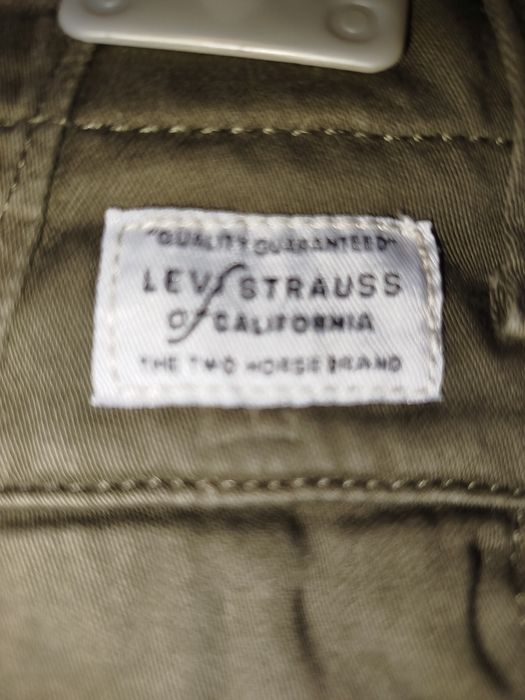 "QUALITY GUARANTEED"
LEVI STRAUSS
of CALIFORNIA
THE TWO HORSE BRAND